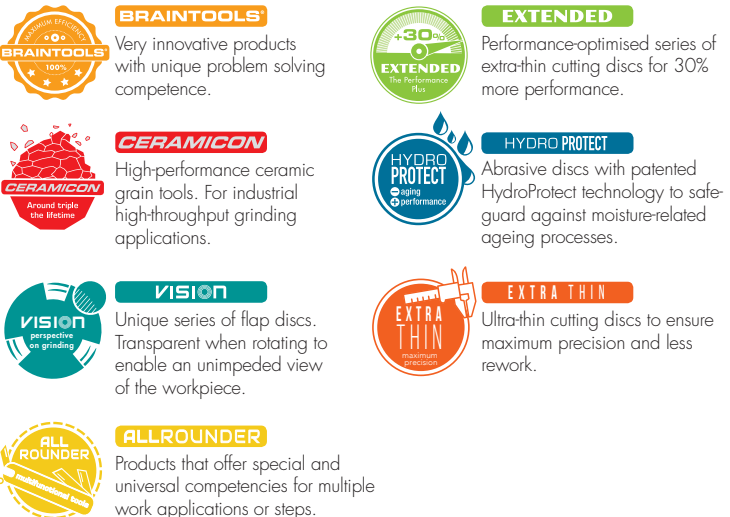 MAXIMUM EFFICIENCY
BRAINTOOLS®
100%
BRAINTOOLS®
Very innovative products
with unique problem solving
competence.
CERAMICON
Around triple
the lifetime
CERAMICON
High-performance ceramic
grain tools. For industrial
high-throughput grinding
applications.
VISION
perspective
on grinding
VISION
Unique series of flap discs.
Transparent when rotating to
enable an unimpeded view
of the workpiece.
ALL
ROUNDER
multifunctional tools
ALLROUNDER
Products that offer special and
universal competencies for multiple
work applications or steps.
+30%
EXTENDED
The Performance
Plus
EXTENDED
Performance-optimised series of
extra-thin cutting discs for 30%
more performance.
HYDRO
PROTECT
aging
performance
HYDRO PROTECT
Abrasive discs with patented
HydroProtect technology to safe-
guard against moisture-related
ageing processes.
EXTRA
THIN
maximum
precision
EXTRA THIN
Ultra-thin cutting discs to ensure
maximum precision and less
rework.